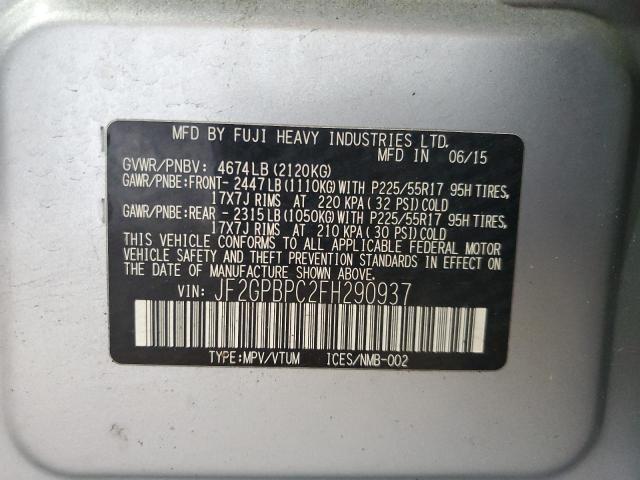 MFD BY FUJI HEAVY INDUSTRIES LTD.
MFD IN 06/15
GVWR/PNBV: 4674LB(2120KG)
GAWR/PNBE:FRONT-2447LB(1110KG)WITH P225/55R17 95H TIRES,
17X7J RIMS AT 220 KPA( 32 PSI)COLD
GAWR/PNBE:REAR -2315LB(1050KG)WITH P225/55R17 95H TIRES,
17X7J RIMS AT 210 KPA( 30 PSI)COLD
THIS VEHICLE CONFORMS TO ALL APPLICABLE FEDERAL MOTOR
VEHICLE SAFETY AND THEFT PREVENTION STANDARDS IN EFFECT ON
THE DATE OF MANUFACTURE SHOWN ABOVE.
VIN: JF2GPBPC2FH290937
TYPE:MPV/VTUM ICES/NMB-002